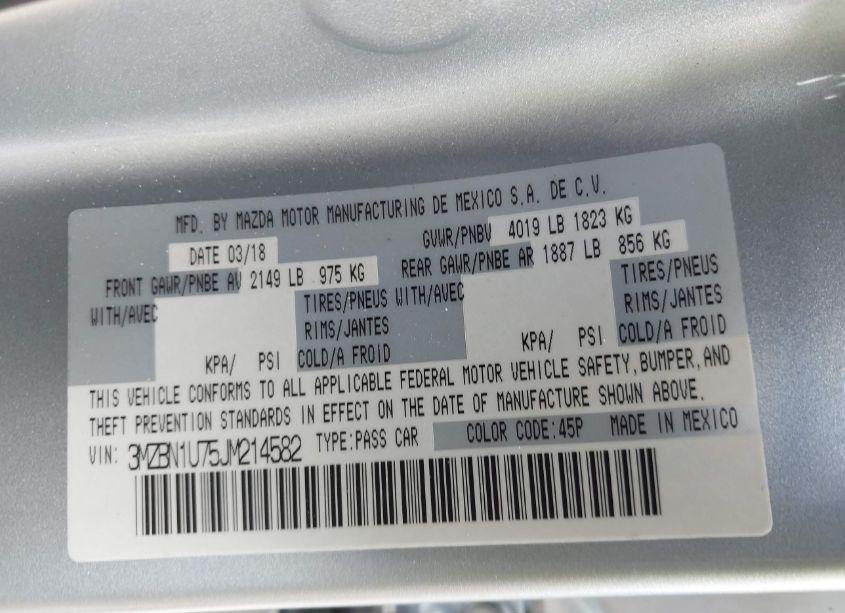 MFD. BY MAZDA MOTOR MANUFACTURING DE MEXICO S.A. DE C.V.
DATE 03/18 GVWR/PNBV 4019 LB 1823 KG
FRONT GAWR/PNBE AV 2149 LB 975 KG REAR GAWR/PNBE AR 1887 LB 856 KG
WITH/AVEC TIRES/PNEUS WITH/AVEC TIRES/PNEUS
RIMS/JANTES RIMS/JANTES
KPA/ PSI COLD/A FROID KPA/ PSI COLD/A FROID
THIS VEHICLE CONFORMS TO ALL APPLICABLE FEDERAL MOTOR VEHICLE SAFETY,BUMPER,AND
THEFT PREVENTION STANDARDS IN EFFECT ON THE DATE OF MANUFACTURE SHOWN ABOVE.
VIN: 3MZBN1U75JM214582 TYPE:PASS CAR COLOR CODE:45P MADE IN MEXICO